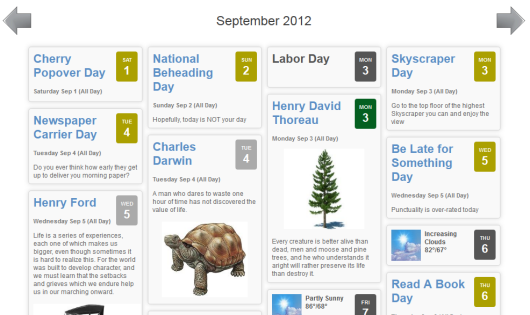 September 2012
Cherry
Popover Day
SAT
1
Saturday Sep 1 (All Day)
National
Beheading
Day
SUN
2
Sunday Sep 2 (All Day)
Hopefully, today is NOT your day
Labor Day
MON
3
Skyscraper
Day
MON
3
Monday Sep 3 (All Day)
Go to the top floor of the highest
Skyscraper you can and enjoy the
view
Newspaper
Carrier Day
TUE
4
Tuesday Sep 4 (All Day)
Do you ever think how early they get
up to deliver you morning paper?
Charles
Darwin
TUE
4
Tuesday Sep 4 (All Day)
A man who dares to waste one
hour of time has not discovered the
value of life.
Henry David
Thoreau
MON
3
Monday Sep 3 (All Day)
Every creature is better alive than
dead, men and moose and pine
trees, and he who understands it
aright will rather preserve its life
than destroy it.
Be Late for
Something
Day
WED
5
Wednesday Sep 5 (All Day)
Punctuality is over-rated today
Henry Ford
WED
5
Wednesday Sep 5 (All Day)
Life is a series of experiences,
each one of which makes us
bigger, even though sometimes it
is hard to realize this. For the world
was built to develop character, and
we must learn that the setbacks
and grieves which we endure help
us in our marching onward.
Increasing
Clouds
82°/67°
THU
6
Partly Sunny
86°/68°
FRI
7
Read A Book
Day
THU
6
Thursday Sep 6 (All Day)